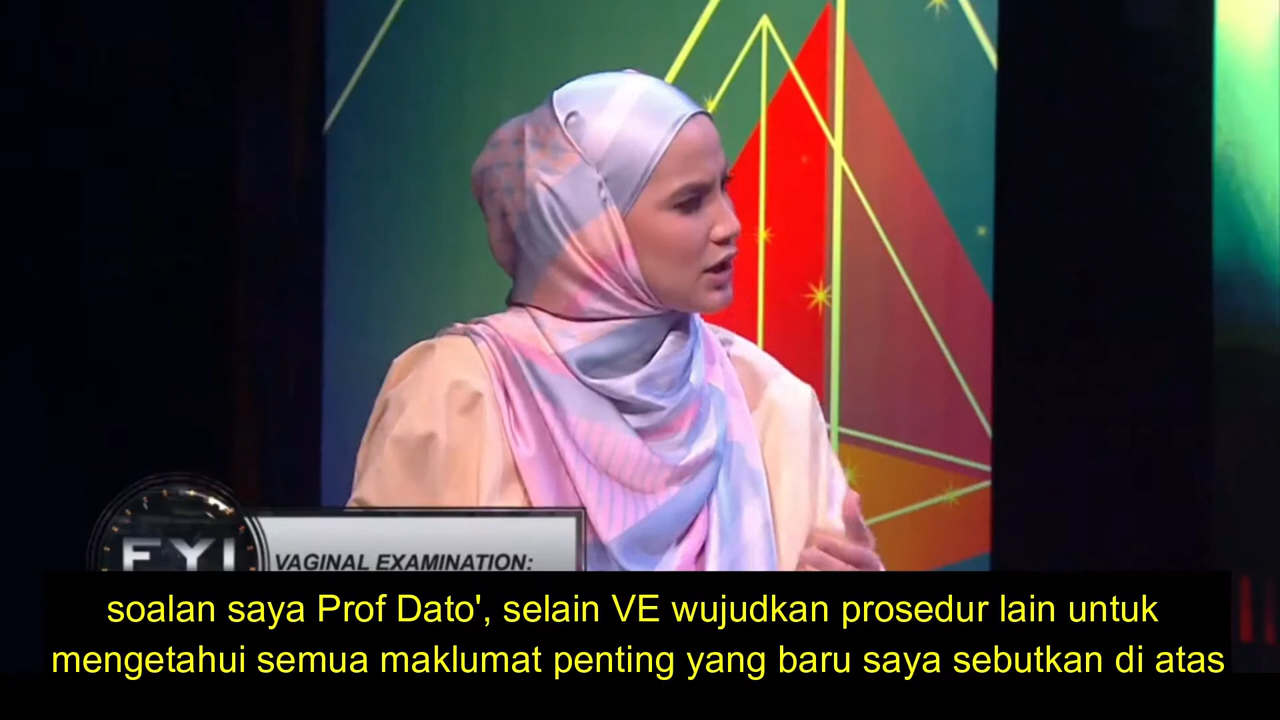 FYI
VAGINAL EXAMINATION:
soalan saya Prof Dato', selain VE wujudkan prosedur lain untuk
mengetahui semua maklumat penting yang baru saya sebutkan di atas